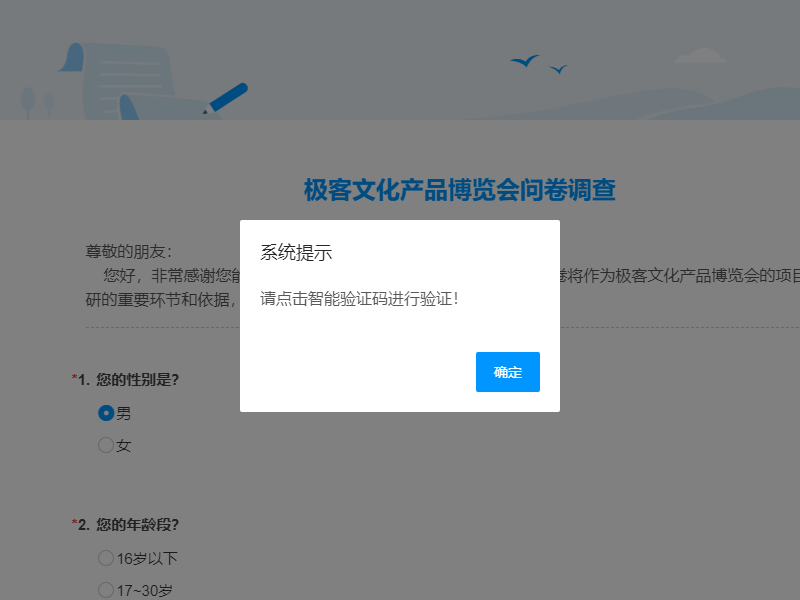 极客文化产品博览会问卷调查
尊敬的朋友：
您好，非常感谢您能
卷将作为极客文化产品博览会的项目
研的重要环节和依据，
系统提示
请点击智能验证码进行验证！
确定
*1. 您的性别是?
男
女
*2. 您的年龄段?
16岁以下
17~30岁